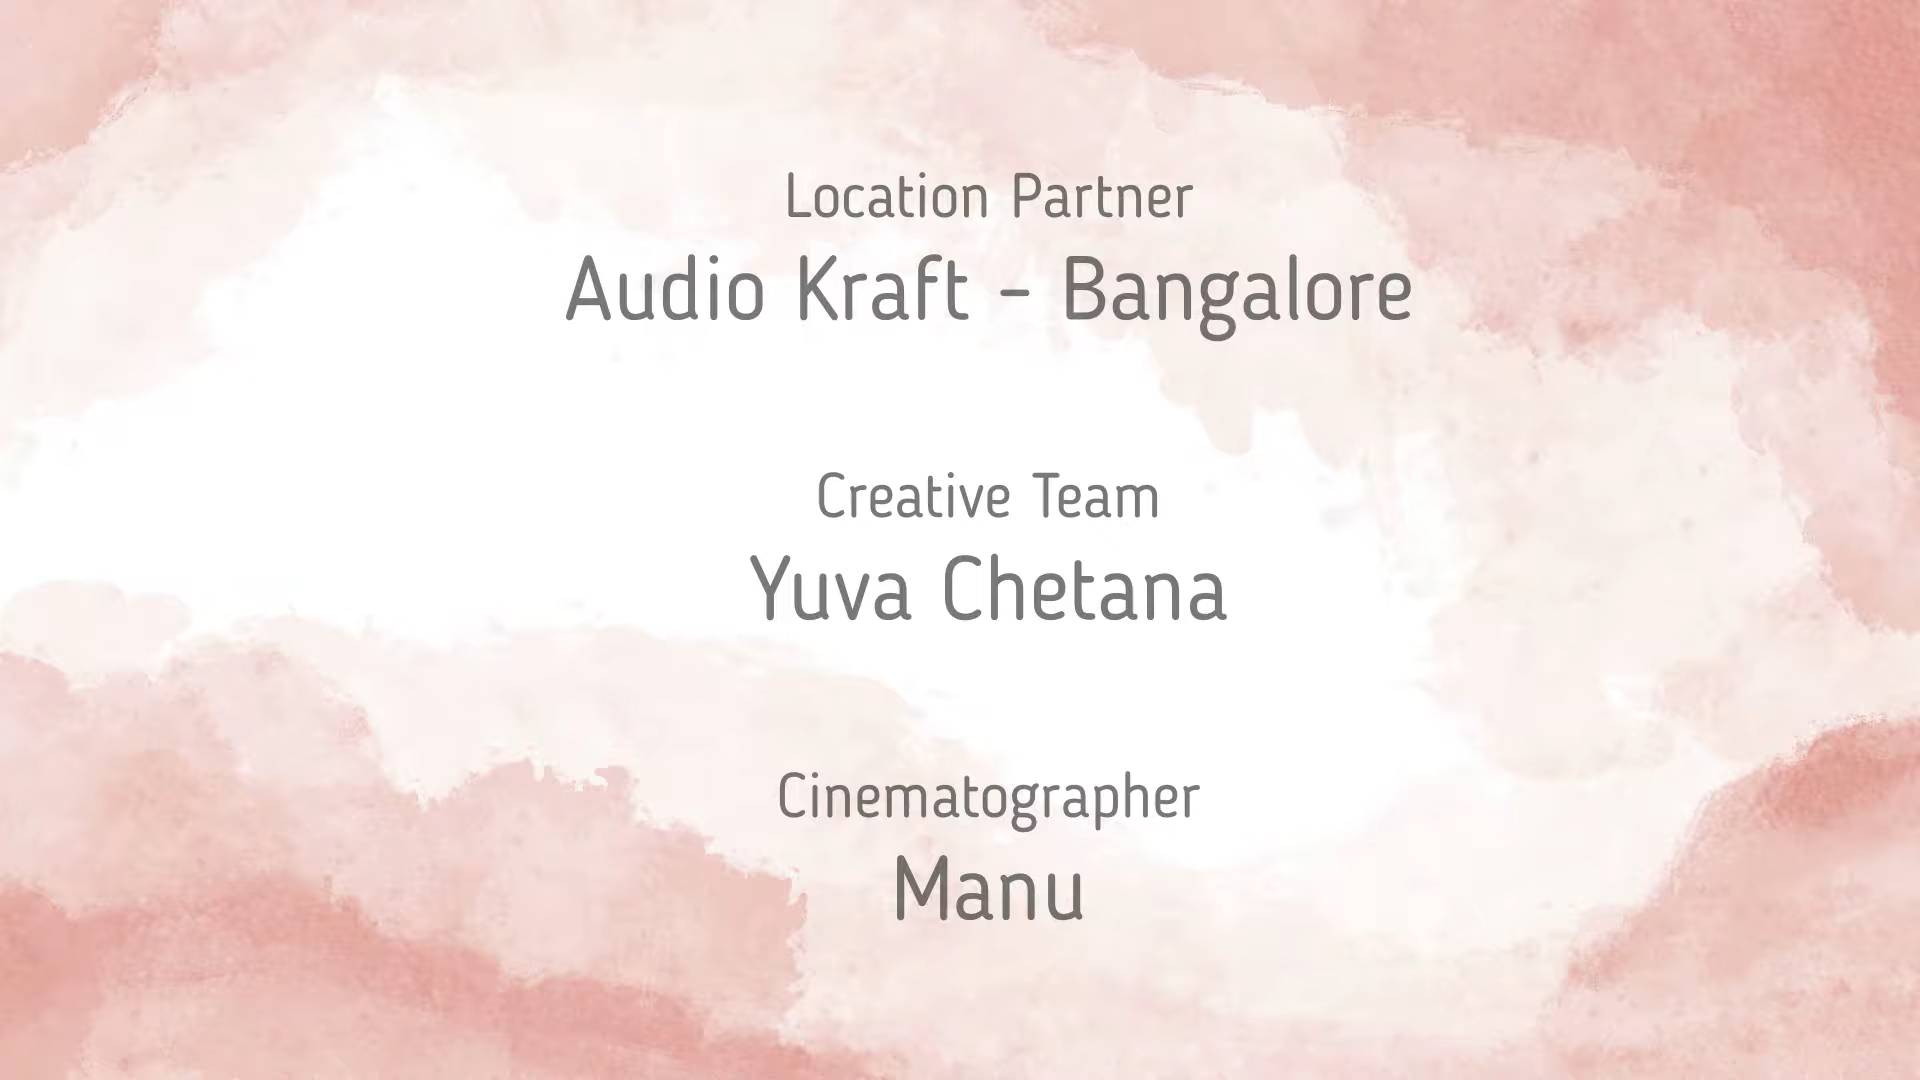 Location Partner
Audio Kraft - Bangalore
Creative Team
Yuva Chetana
Cinematographer
Manu